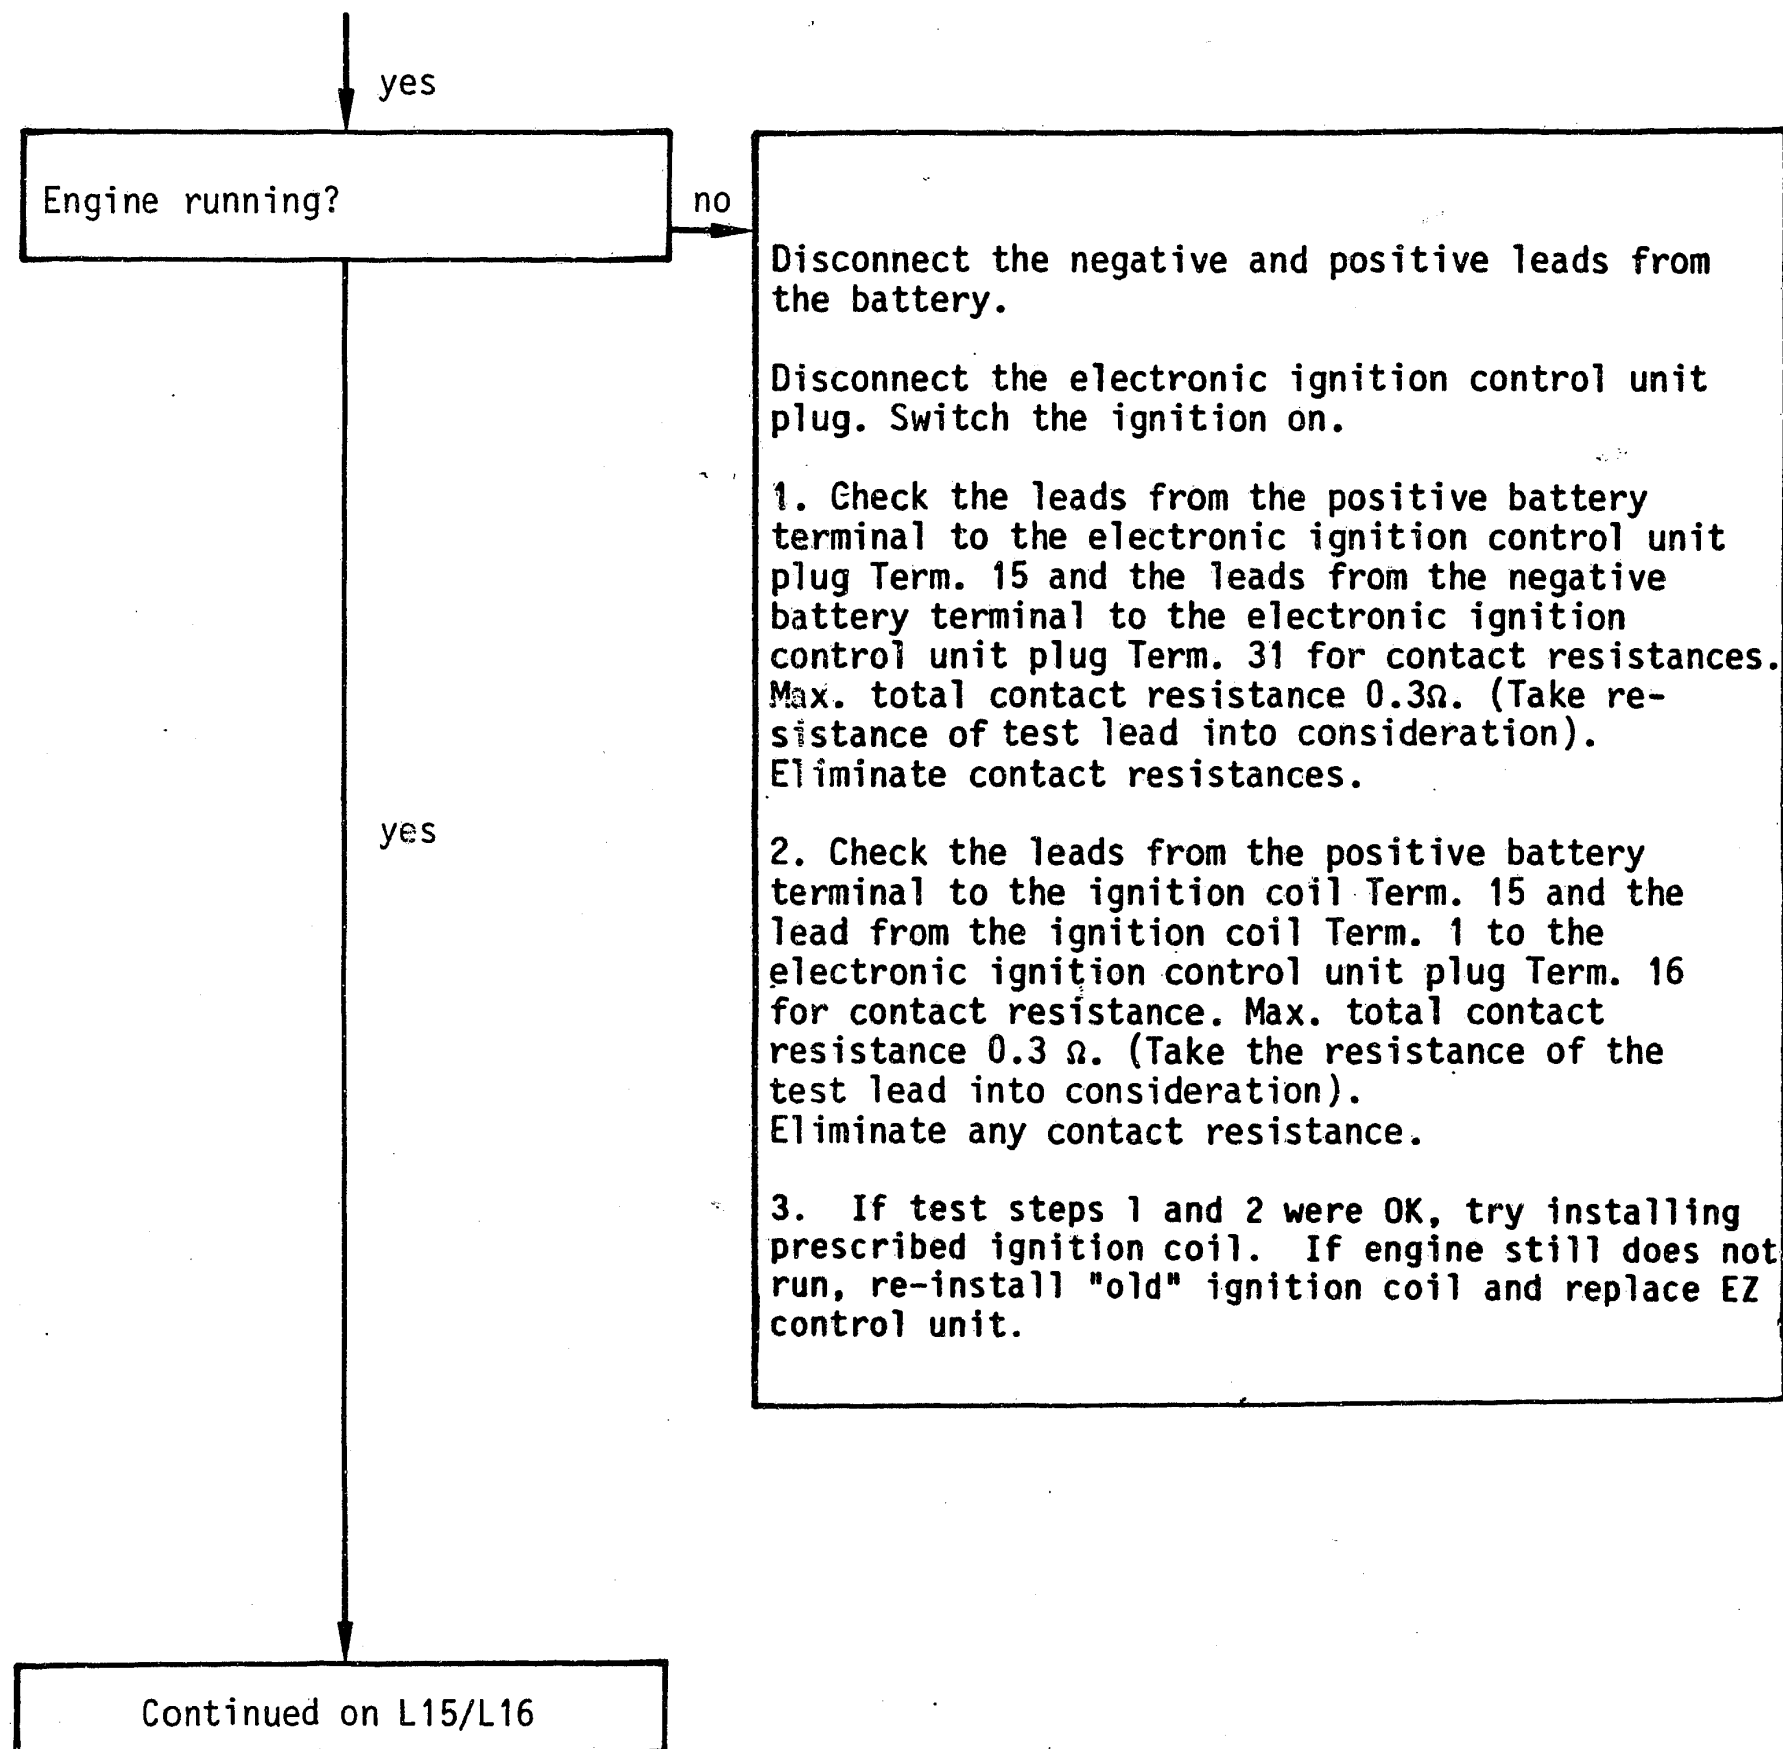 yes
Engine running?
no
Disconnect the negative and positive leads from
the battery.
Disconnect the electronic ignition control unit
plug. Switch the ignition on.
1. Check the leads from the positive battery
terminal to the electronic ignition control unit
plug Term. 15 and the leads from the negative
battery terminal to the electronic ignition
control unit plug Term. 31 for contact resistances.
Max. total contact resistance 0.3Ω. (Take re-
sistance of test lead into consideration).
Eliminate contact resistances.
yes
2. Check the leads from the positive battery
terminal to the ignition coil Term. 15 and the
lead from the ignition coil Term. 1 to the
electronic ignition control unit plug Term. 16
for contact resistance. Max. total contact
resistance 0.3 Ω. (Take the resistance of the
test lead into consideration).
Eliminate any contact resistance.
3. If test steps 1 and 2 were OK, try installing
prescribed ignition coil. If engine still does not
run, re-install "old" ignition coil and replace EZ
control unit.
Continued on L15/L16